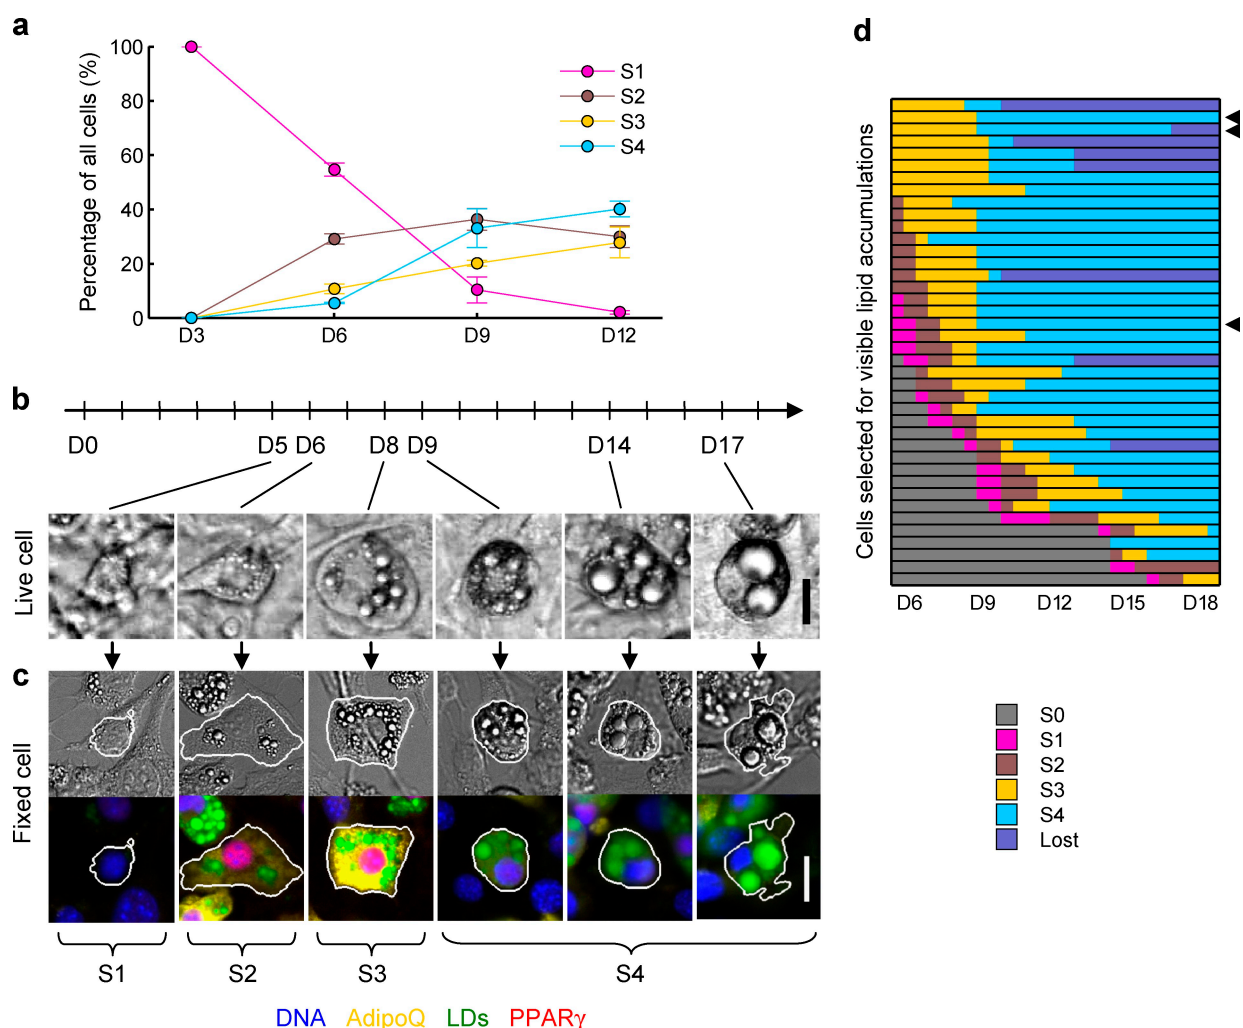 a
Percentage of all cells (%)
100
80
60
40
20
0
D3 D6 D9 D12
S1
S2
S3
S4
b
D0 D5 D6 D8 D9 D14 D17
Live cell
c
Fixed cell
S1 S2 S3 S4
DNA AdipoQ LDs PPARγ
d
Cells selected for visible lipid accumulations
D6 D9 D12 D15 D18
S0
S1
S2
S3
S4
Lost